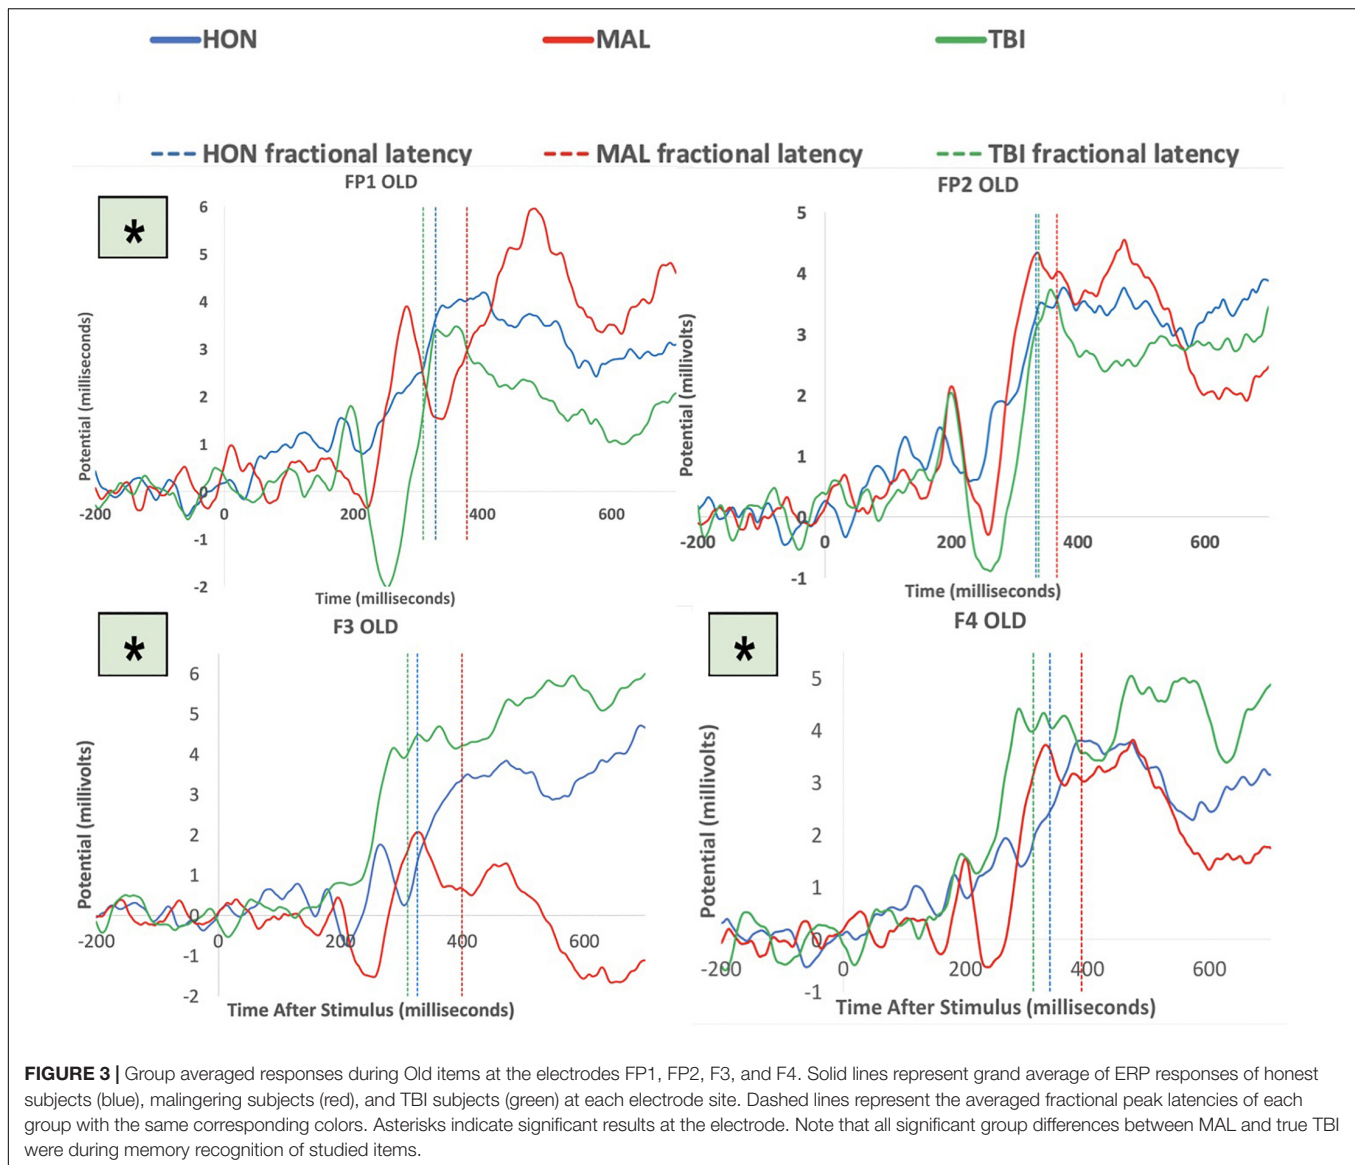 HON MAL TBI
HON fractional latency MAL fractional latency TBI fractional latency
FP1 OLD
*
Potential (milliseconds)
6
5
4
3
2
1
0
-1
-2
-200 0 200 400 600
Time (milliseconds)
FP2 OLD
Potential (millivolts)
5
4
3
2
1
0
-1
-200 0 200 400 600
Time (milliseconds)
F3 OLD
*
Potential (millivolts)
6
5
4
3
2
1
0
-1
-2
-200 0 200 400 600
Time After Stimulus (milliseconds)
F4 OLD
*
Potential (millivolts)
5
4
3
2
1
0
-1
-200 0 200 400 600
Time After Stimulus (milliseconds)
FIGURE 3 | Group averaged responses during Old items at the electrodes FP1, FP2, F3, and F4. Solid lines represent grand average of ERP responses of honest
subjects (blue), malingering subjects (red), and TBI subjects (green) at each electrode site. Dashed lines represent the averaged fractional peak latencies of each
group with the same corresponding colors. Asterisks indicate significant results at the electrode. Note that all significant group differences between MAL and true TBI
were during memory recognition of studied items.